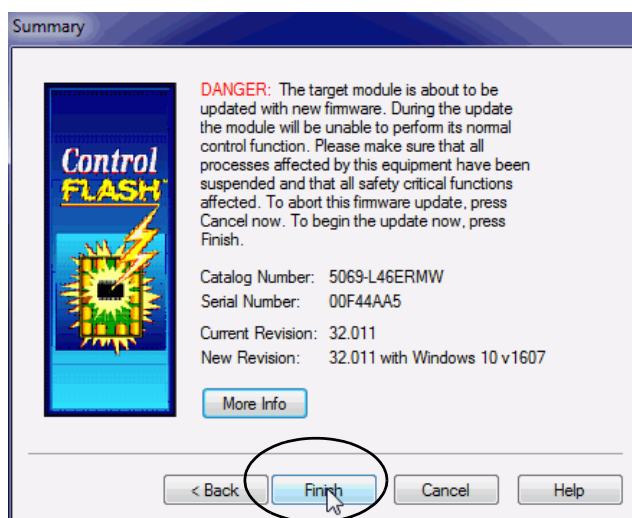 Summary
Control
FLASH
DANGER: The target module is about to be
updated with new firmware. During the update
the module will be unable to perform its normal
control function. Please make sure that all
processes affected by this equipment have been
suspended and that all safety critical functions
affected. To abort this firmware update, press
Cancel now. To begin the update now, press
Finish.
Catalog Number: 5069-L46ERMW
Serial Number: 00F44AA5
Current Revision: 32.011
New Revision: 32.011 with Windows 10 v1607
More Info
< Back Finish Cancel Help